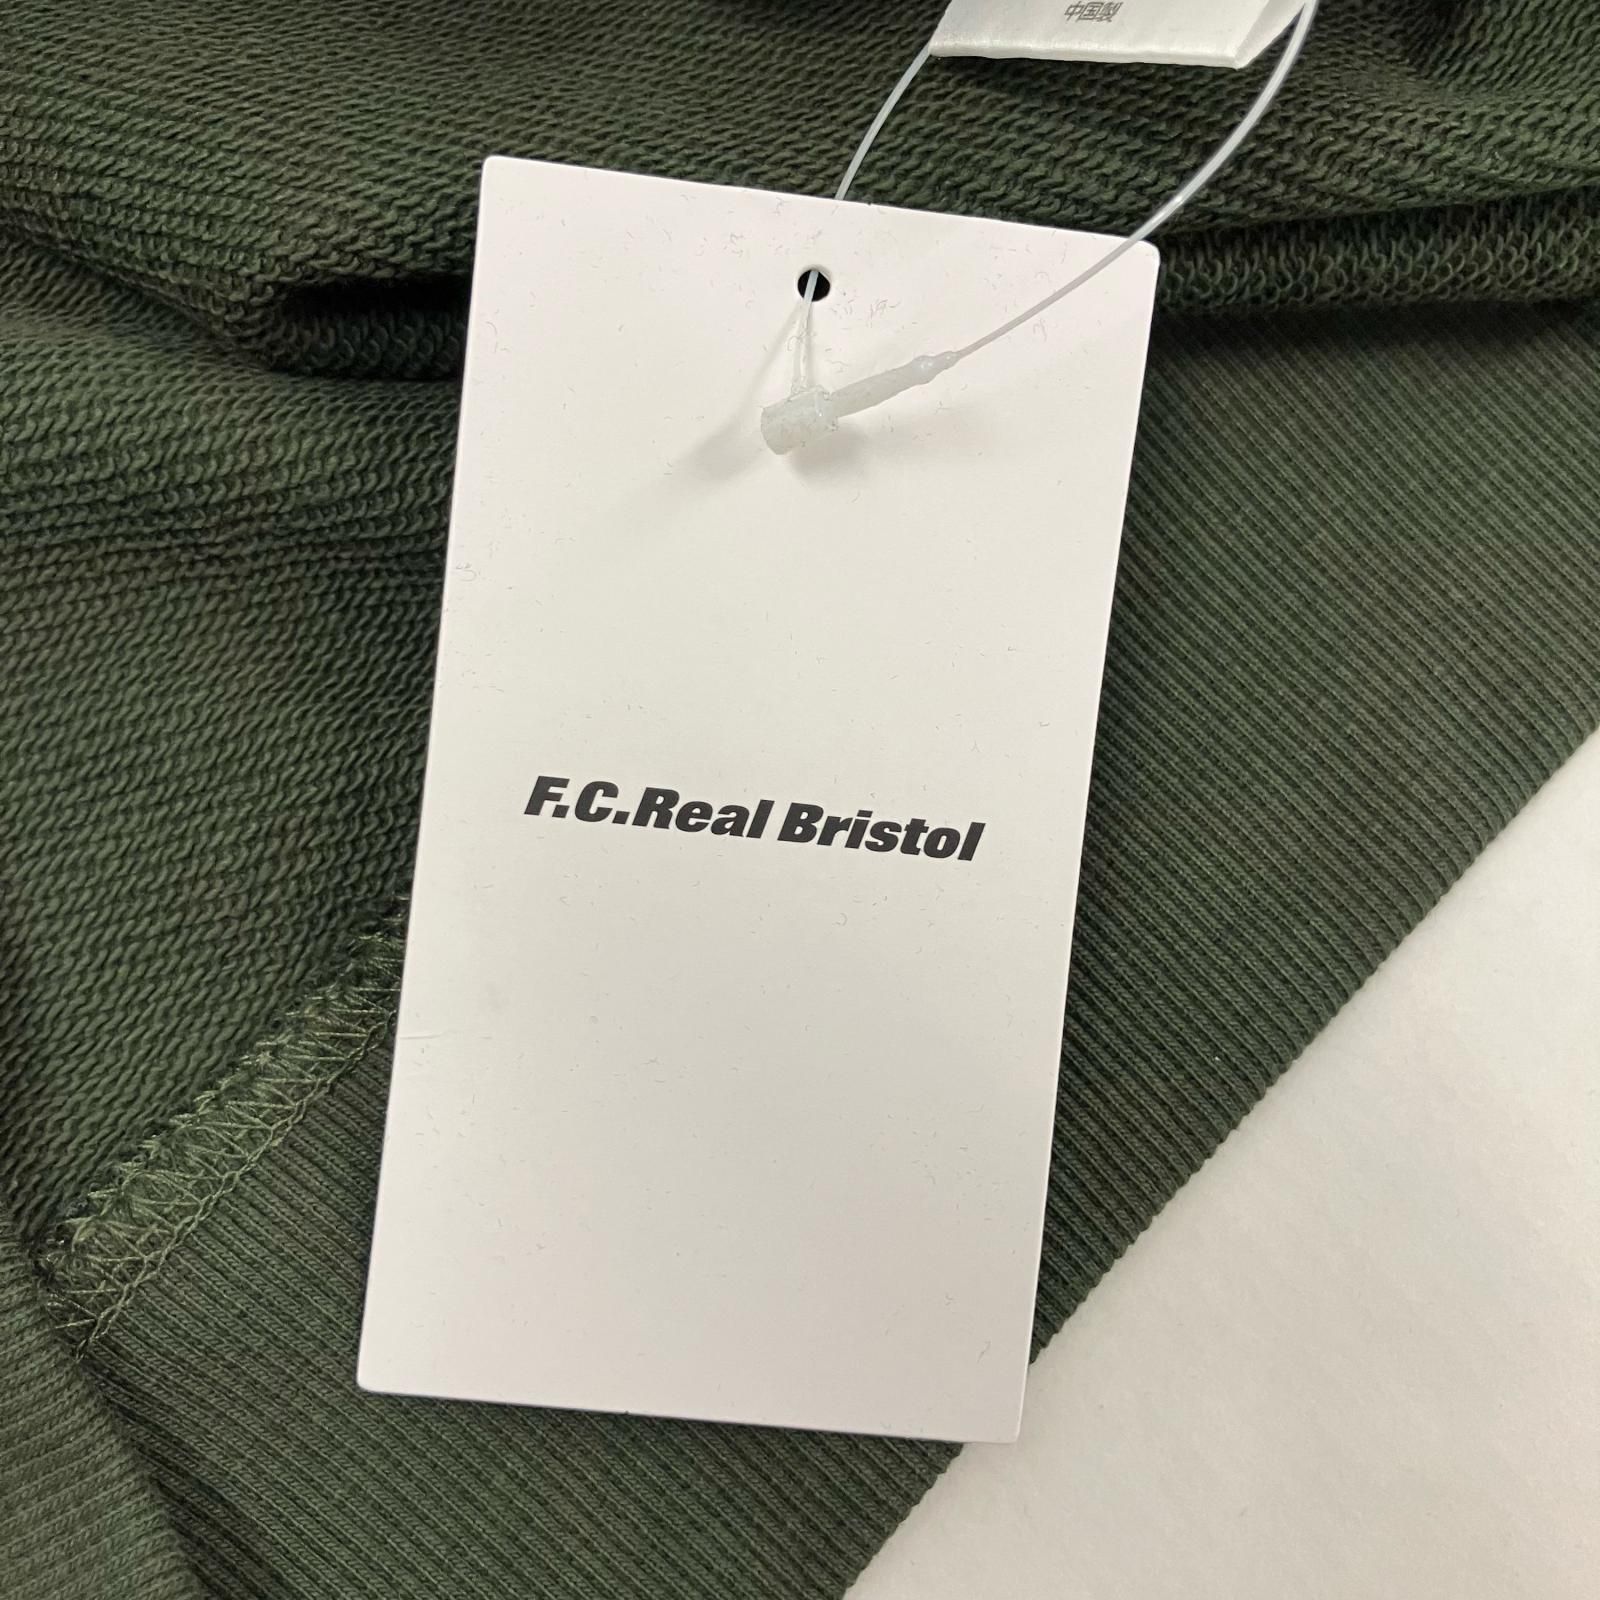 中国製
F.C.Real Bristol